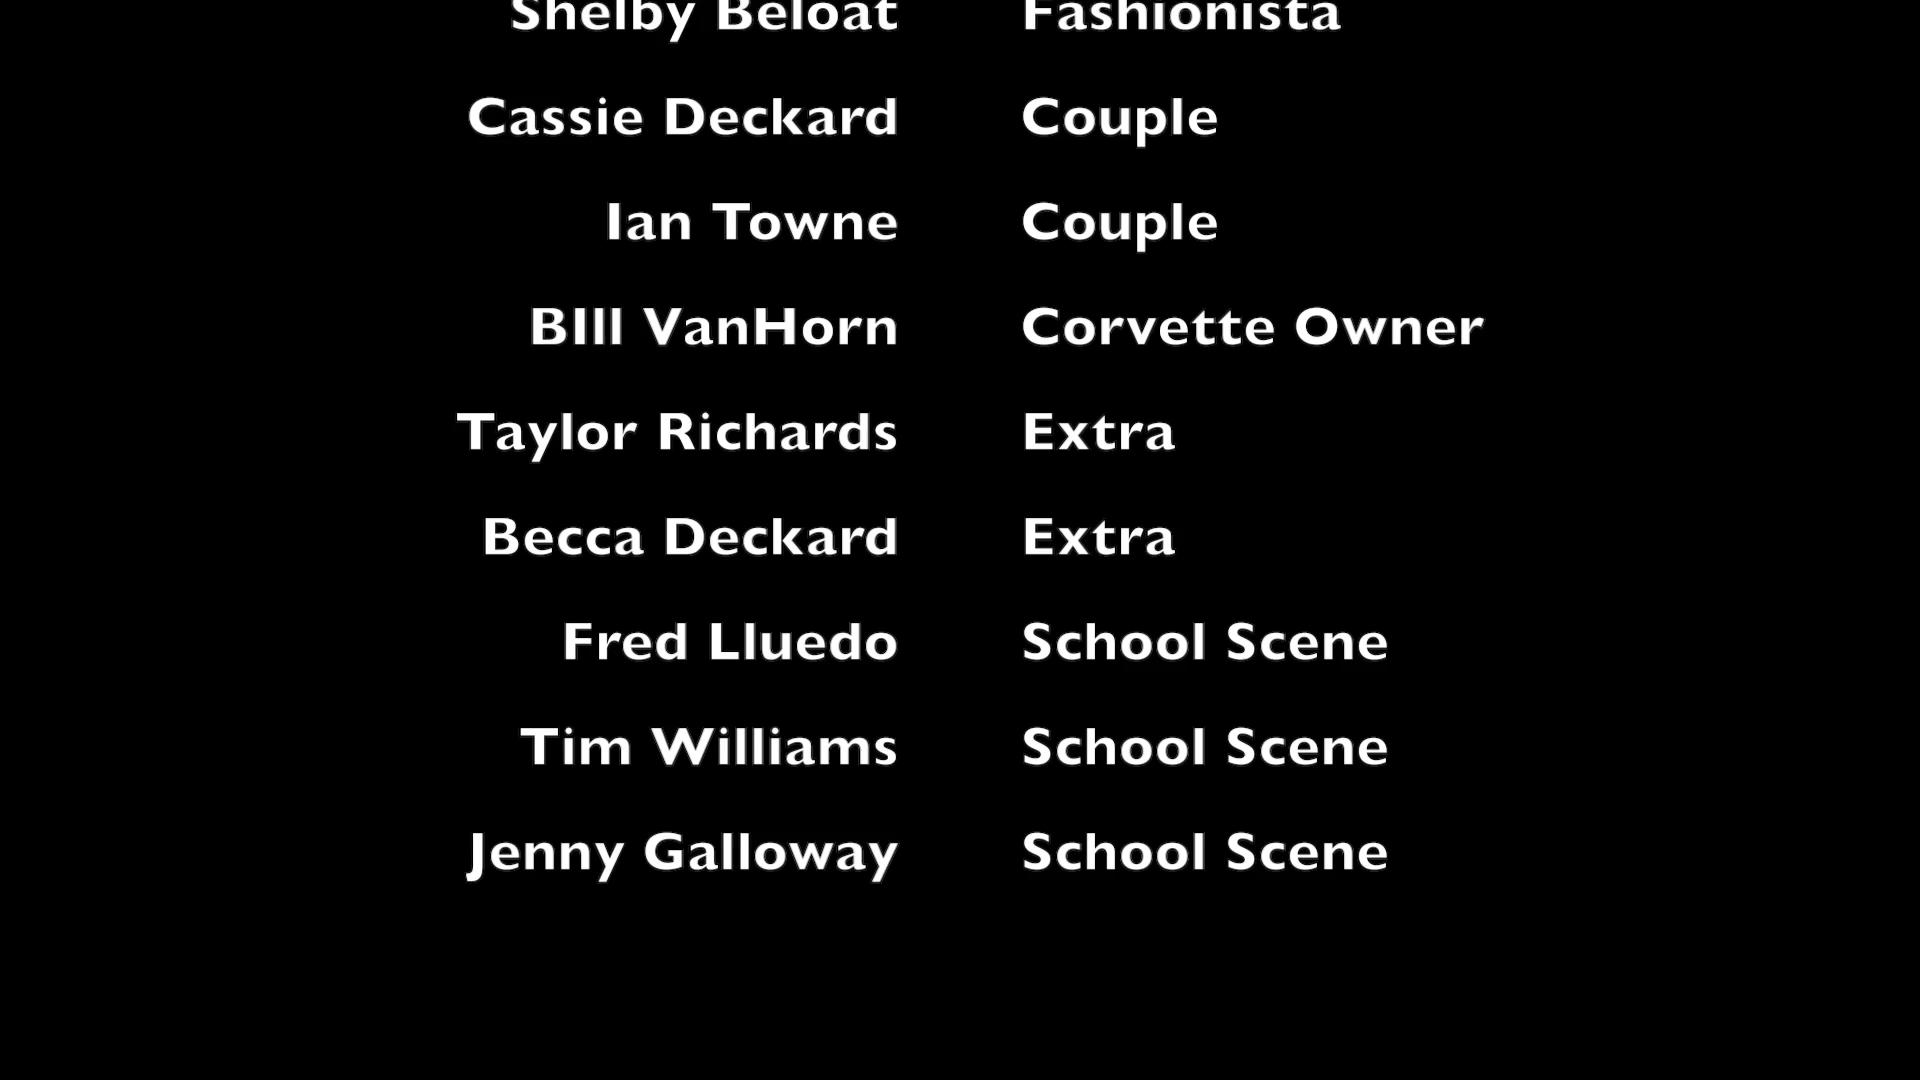 Shelby Beloat Fashionista
Cassie Deckard Couple
Ian Towne Couple
BIll VanHorn Corvette Owner
Taylor Richards Extra
Becca Deckard Extra
Fred Lluedo School Scene
Tim Williams School Scene
Jenny Galloway School Scene